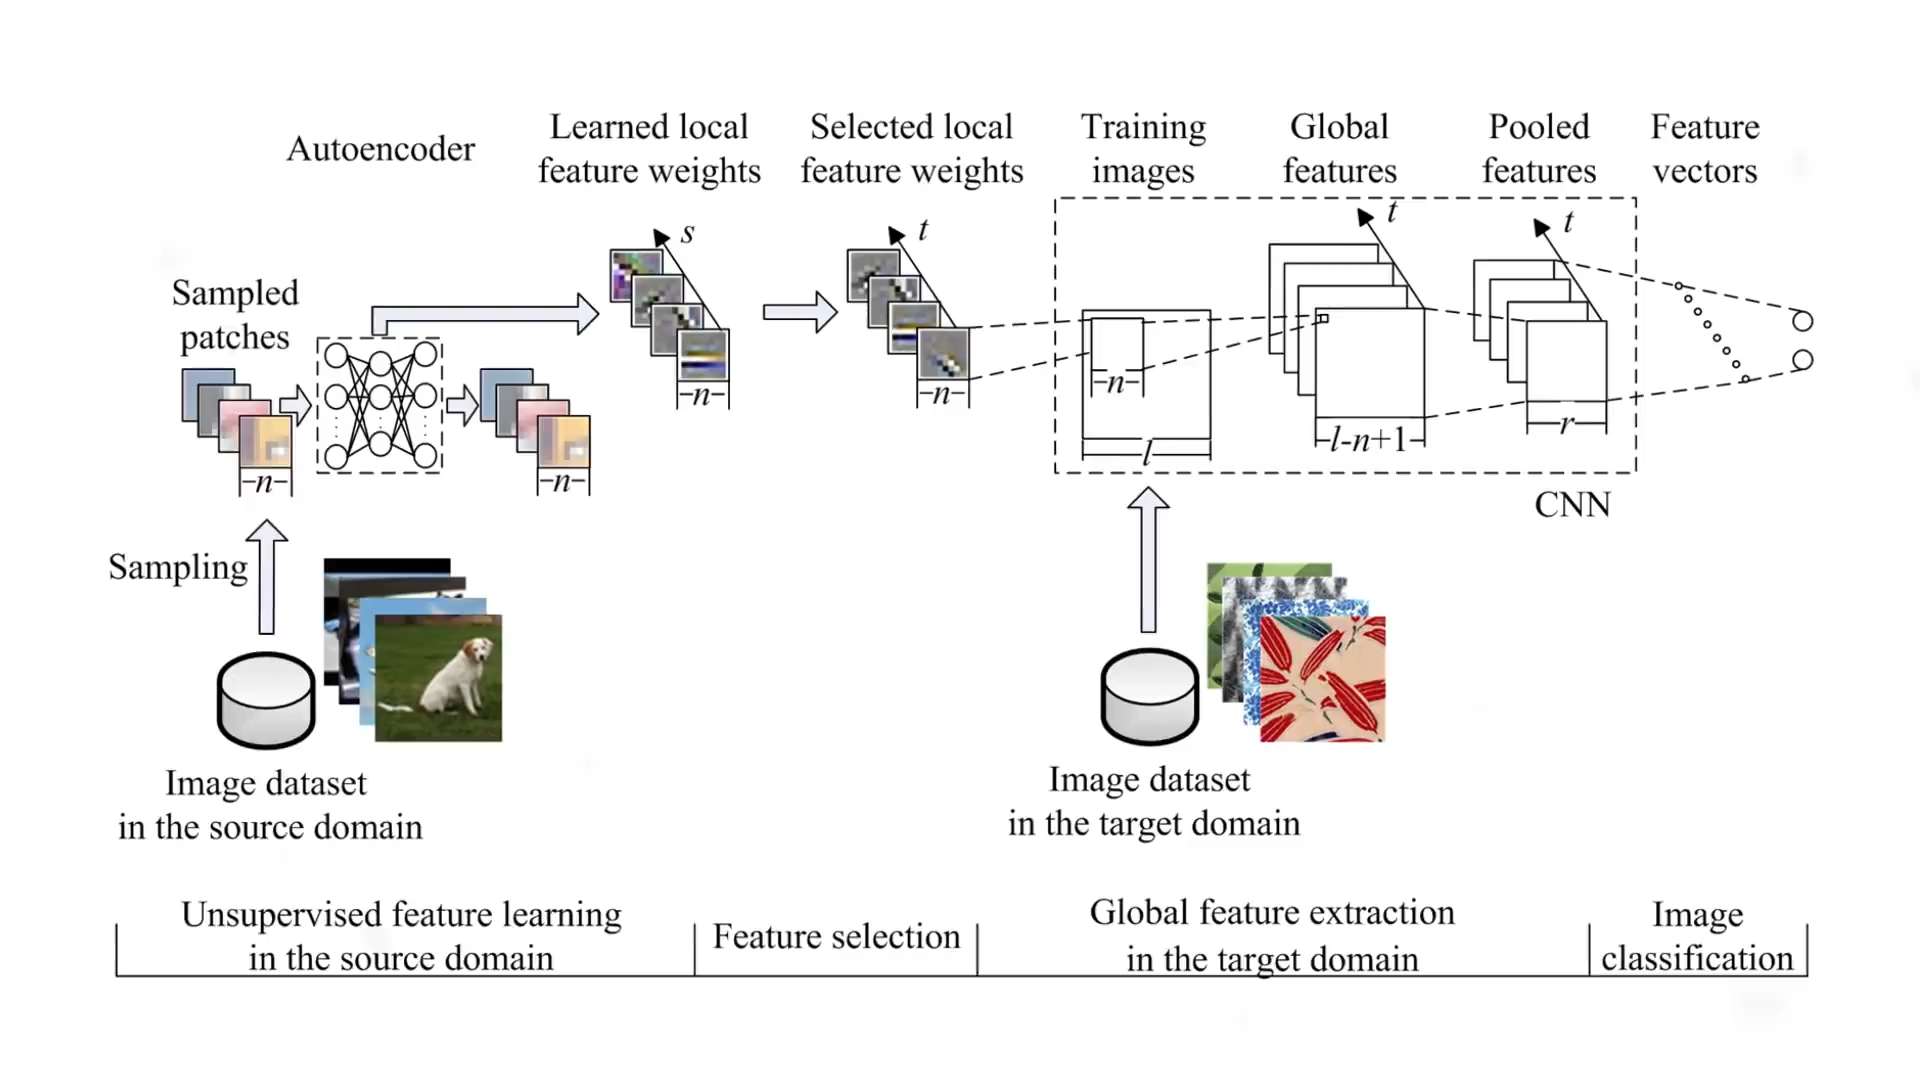 Autoencoder
Learned local
feature weights
Selected local
feature weights
Training
images
Global
features
Pooled
features
Feature
vectors
s
t
t
t
Sampled
patches
n
n
n
n
n
l
l-n+1
r
CNN
Sampling
Image dataset
in the source domain
Image dataset
in the target domain
Unsupervised feature learning
in the source domain
Feature selection
Global feature extraction
in the target domain
Image
classification